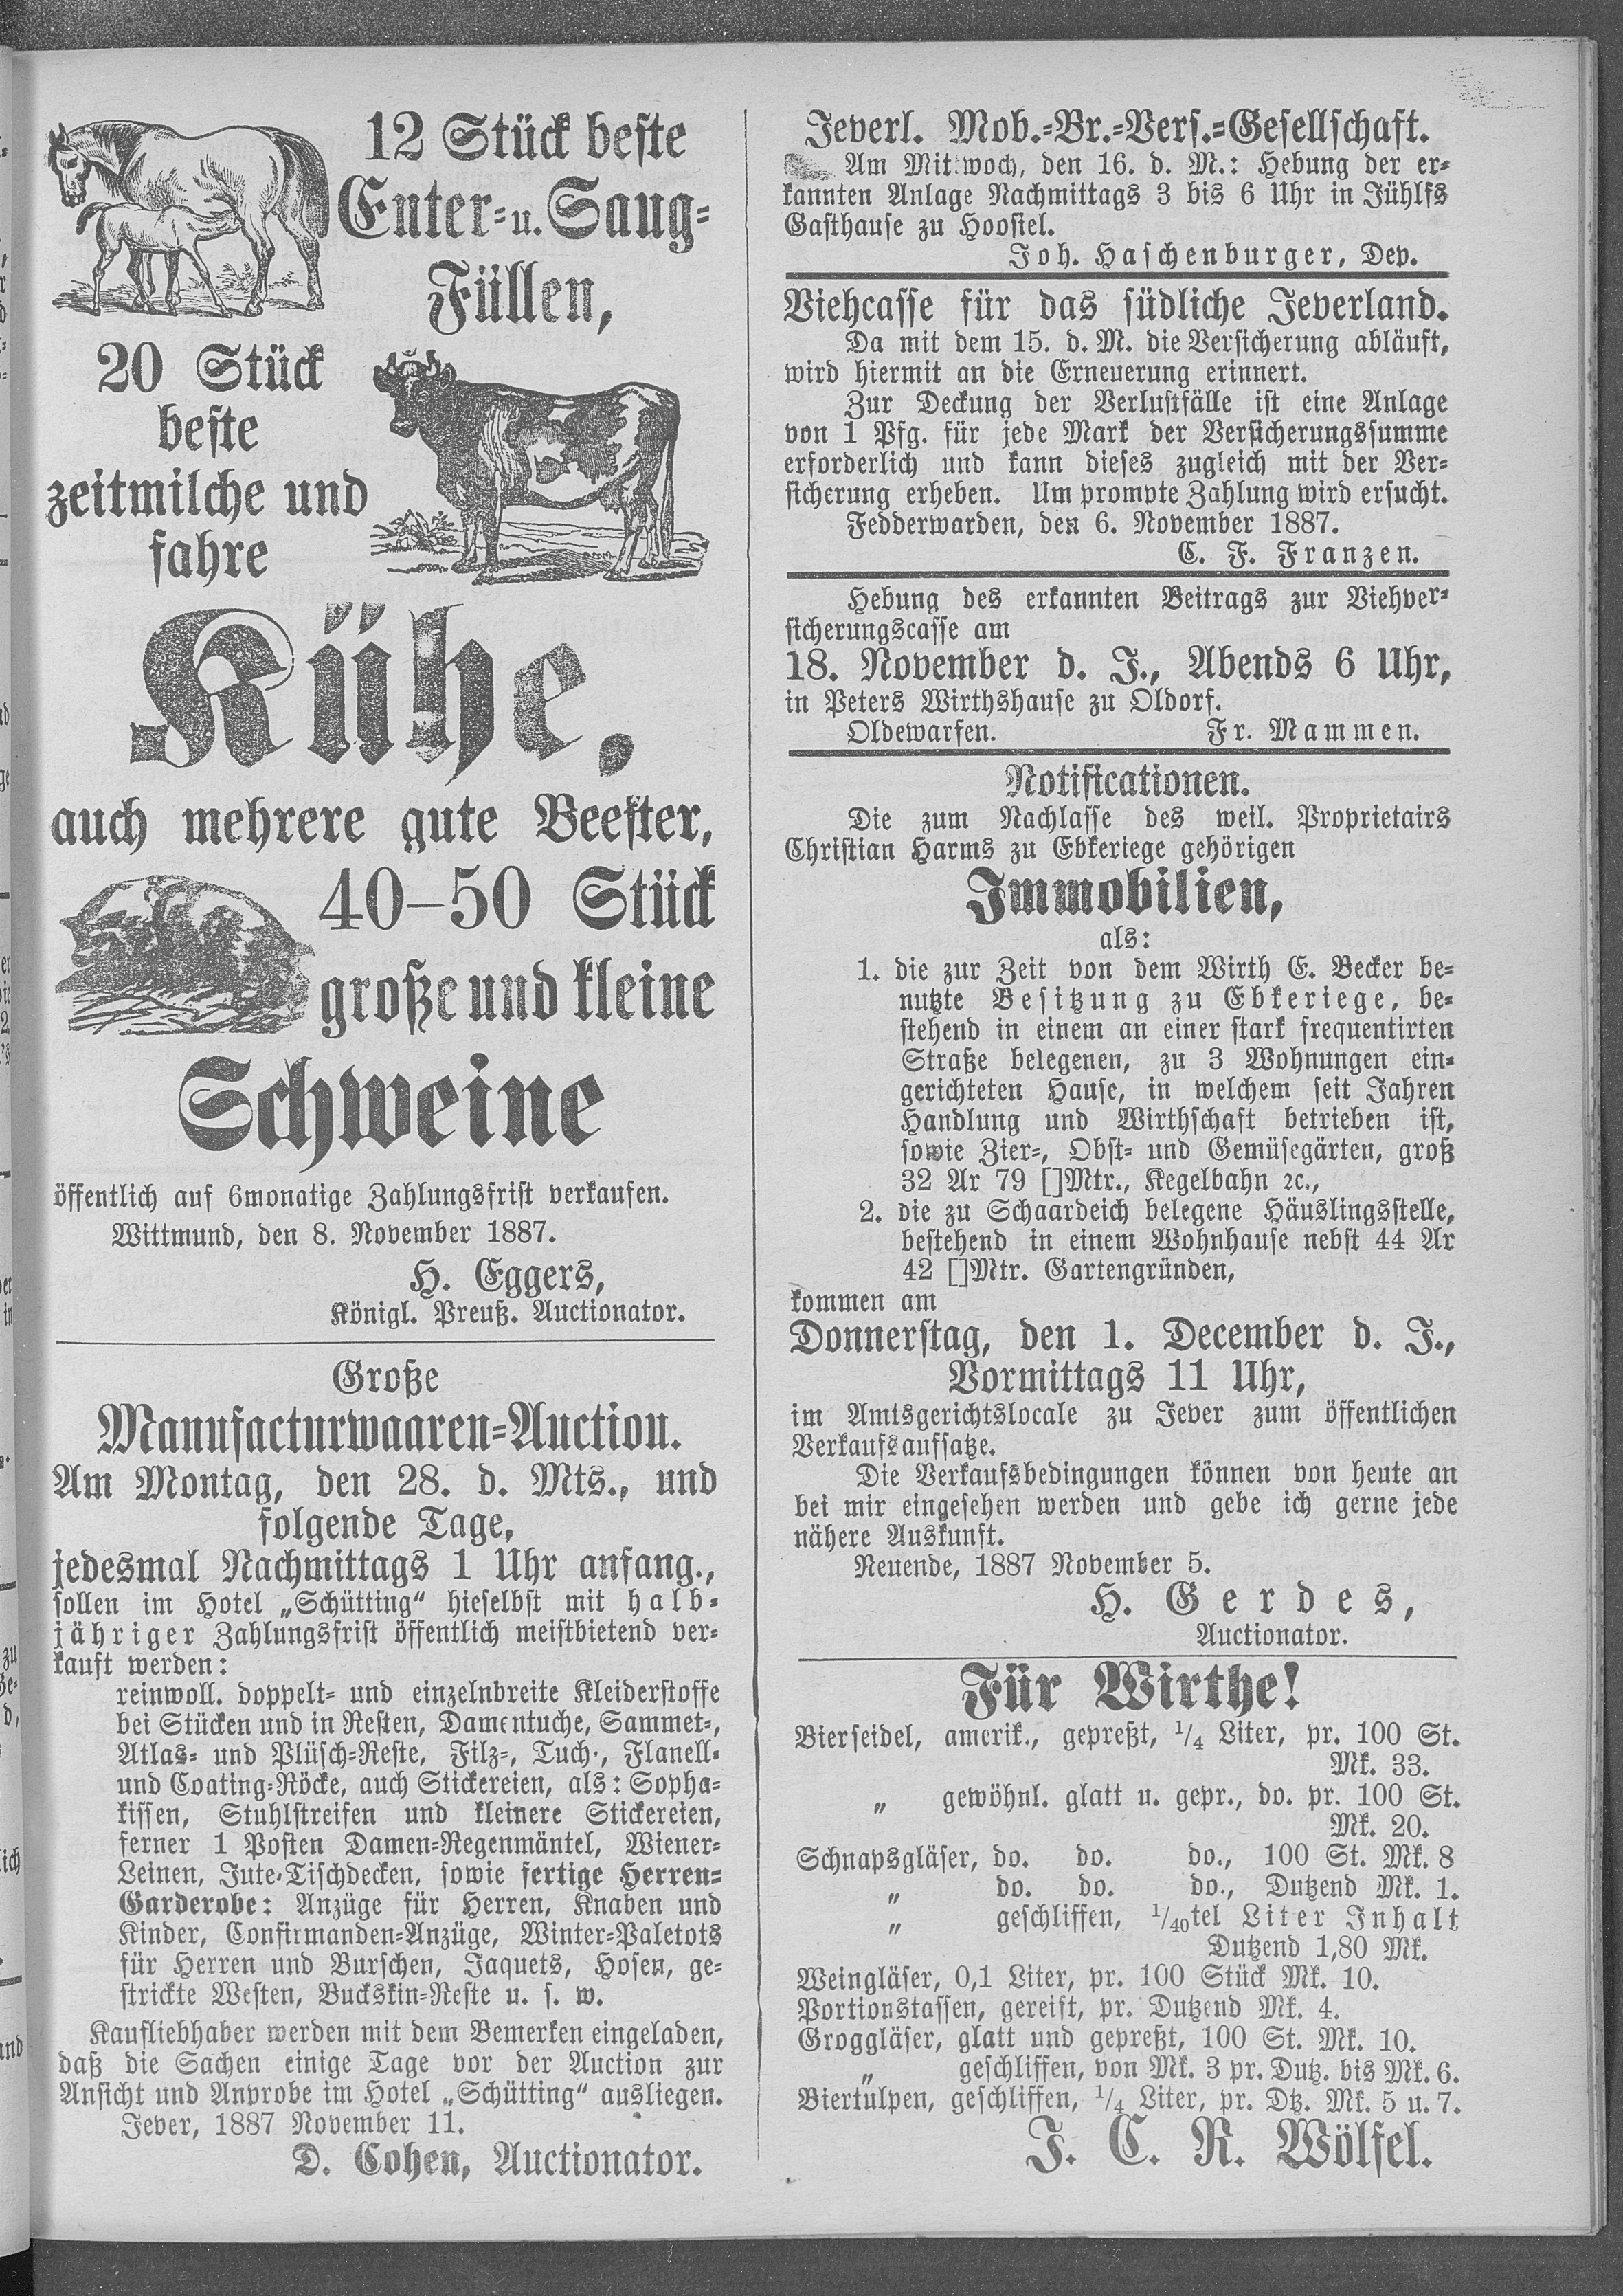 12 Stück beste
Enter- u. Saug-
Füllen,
20 Stück
beste
zeitmilche und
fahre
Kühe,
auch mehrere gute Beester,
40–50 Stück
große und kleine
Schweine
öffentlich auf 6monatige Zahlungsfrist verkaufen.
Wittmund, den 8. November 1887.
H. Eggers,
Königl. Preuß. Auctionator.
Große
Manufacturwaaren-Auction.
Am Montag, den 28. d. Mts., und
folgende Tage,
jedesmal Nachmittags 1 Uhr anfang.,
sollen im Hotel „Schütting“ hieselbst mit halb-
jähriger Zahlungsfrist öffentlich meistbietend ver-
kauft werden:
reinwoll. doppelt- und einzelnbreite Kleiderstoffe
bei Stücken und in Resten, Damentuche, Sammet-,
Atlas- und Plüsch-Reste, Filz-, Tuch-, Flanell-
und Coating-Röcke, auch Stickereien, als: Sopha-
kissen, Stuhlstreifen und kleinere Stickereien,
ferner 1 Posten Damen-Regenmäntel, Wiener-
Leinen, Jute-Tischdecken, sowie fertige Herren-
Garderobe: Anzüge für Herren, Knaben und
Kinder, Confirmanden-Anzüge, Winter-Paletots
für Herren und Burschen, Jaquets, Hosen, ge-
strickte Westen, Buckskin-Reste u. s. w.
Kaufliebhaber werden mit dem Bemerken eingeladen,
daß die Sachen einige Tage vor der Auction zur
Ansicht und Anprobe im Hotel „Schütting“ ausliegen.
Jever, 1887 November 11.
D. Cohen, Auctionator.
Jeverl. Mob.-Br.-Vers.-Gesellschaft.
Am Mittwoch, den 16. d. M.: Hebung der er-
kannten Anlage Nachmittags 3 bis 6 Uhr in Jühlfs
Gasthause zu Hooksiel.
Joh. Haschenburger, Dep.
Viehcasse für das südliche Jeverland.
Da mit dem 15. d. M. die Versicherung abläuft,
wird hiermit an die Erneuerung erinnert.
Zur Deckung der Verlustfälle ist eine Anlage
von 1 Pfg. für jede Mark der Versicherungssumme
erforderlich und kann dieses zugleich mit der Ver-
sicherung erheben. Um prompte Zahlung wird ersucht.
Fedderwarden, den 6. November 1887.
C. F. Franzen.
Hebung des erkannten Beitrags zur Viehver-
sicherungscasse am
18. November d. J., Abends 6 Uhr,
in Peters Wirthshause zu Oldorf.
Oldewarfen. Fr. Mammen.
Notificationen.
Die zum Nachlasse des weil. Proprietairs
Christian Harms zu Ebkeriege gehörigen
Immobilien,
als:
1. die zur Zeit von dem Wirth E. Becker be-
nutzte Besitzung zu Ebkeriege, be-
stehend in einem an einer stark frequentirten
Straße belegenen, zu 3 Wohnungen ein-
gerichteten Hause, in welchem seit Jahren
Handlung und Wirthschaft betrieben ist,
sowie Zier-, Obst- und Gemüsegärten, groß
32 Ar 79 []Mtr., Kegelbahn ꝛc.,
2. die zu Schaardeich belegene Häuslingsstelle,
bestehend in einem Wohnhause nebst 44 Ar
42 []Mtr. Gartengründen,
kommen am
Donnerstag, den 1. December d. J.,
Vormittags 11 Uhr,
im Amtsgerichtslocale zu Jever zum öffentlichen
Verkaufsaufsatze.
Die Verkaufsbedingungen können von heute an
bei mir eingesehen werden und gebe ich gerne jede
nähere Auskunft.
Neuende, 1887 November 5.
H. Gerdes,
Auctionator.
Für Wirthe!
Bierseidel, amerik., gepreßt, 1/4 Liter, pr. 100 St.
Mk. 33.
„ gewöhnl. glatt u. gepr., do. pr. 100 St.
Mk. 20.
Schnapsgläser, do. do. do., 100 St. Mk. 8
„ do. do. do., Dutzend Mk. 1.
„ geschliffen, 1/40tel Liter Inhalt
Dutzend 1,80 Mk.
Weingläser, 0,1 Liter, pr. 100 Stück Mk. 10.
Portionstassen, gereift, pr. Dutzend Mk. 4.
Groggläser, glatt und gepreßt, 100 St. Mk. 10.
„ geschliffen, von Mk. 3 pr. Dutz. bis Mk. 6.
Biertulpen, geschliffen, 1/4 Liter, pr. Dtz. Mk. 5 u. 7.
J. C. R. Wölfel.